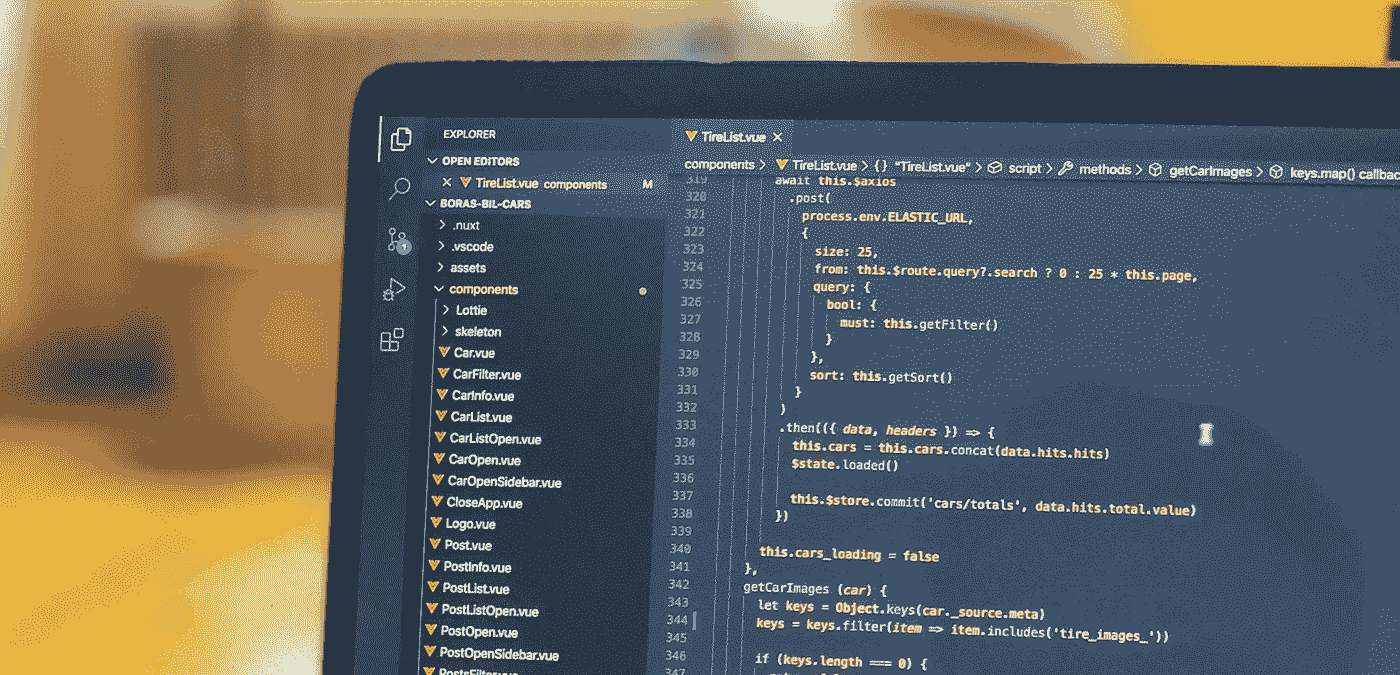 EXPLORER
OPEN EDITORS
TireList.vue components M
BORAS-BIL-CARS
.nuxt
.vscode
assets
components
Lottie
skeleton
Car.vue
CarFilter.vue
CarInfo.vue
CarList.vue
CarListOpen.vue
CarOpen.vue
CarOpenSidebar.vue
CloseApp.vue
Logo.vue
Post.vue
PostInfo.vue
PostList.vue
PostListOpen.vue
PostOpen.vue
PostOpenSidebar.vue
PostsFilter.vue
1
TireList.vue
components > TireList.vue > {} "TireList.vue" > script > methods > getCarImages > keys.map() callbac
319 await this.$axios
320 .post(
321 process.env.ELASTIC_URL,
322 {
323 size: 25,
324 from: this.$route.query?.search ? 0 : 25 * this.page,
325 query: {
326 bool: {
327 must: this.getFilter()
328 }
329 },
330 sort: this.getSort()
331 }
332 )
333 .then(({ data, headers }) => {
334 this.cars = this.cars.concat(data.hits.hits)
335 $state.loaded()
336
337 this.$store.commit('cars/totals', data.hits.total.value)
338 })
339
340 this.cars_loading = false
341 },
342 getCarImages (car) {
343 let keys = Object.keys(car._source.meta)
344 keys = keys.filter(item => item.includes('tire_images_'))
345
346 if (keys.length === 0) {
347